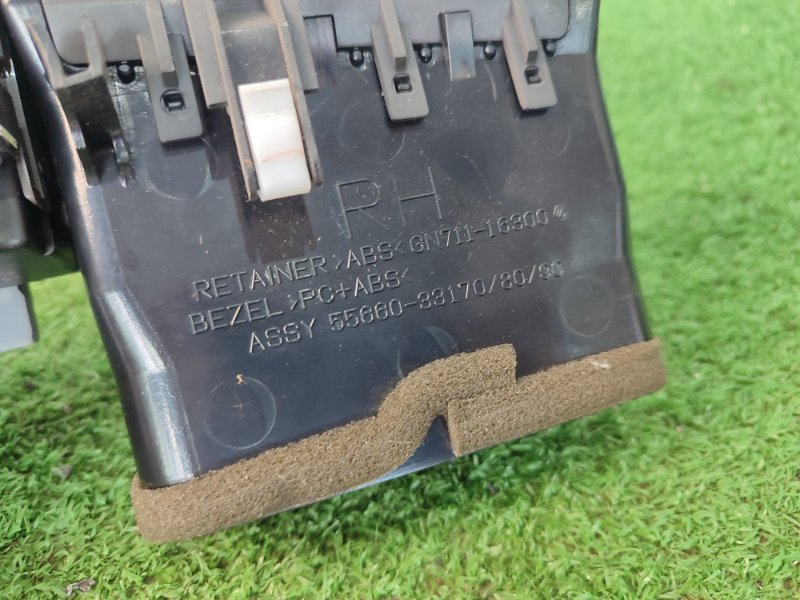 RH
RETAINER >ABS< GN711-16300
BEZEL >PC+ABS<
ASSY 55660-33170/80/90